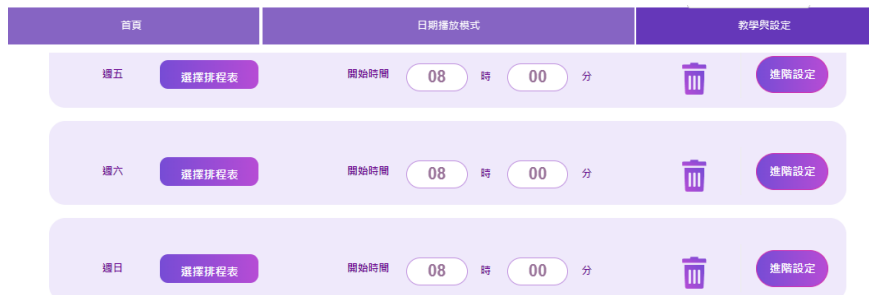 首頁 日期播放模式 教學與設定
週五 選擇排程表 開始時間 08 時 00 分 進階設定
週六 選擇排程表 開始時間 08 時 00 分 進階設定
週日 選擇排程表 開始時間 08 時 00 分 進階設定